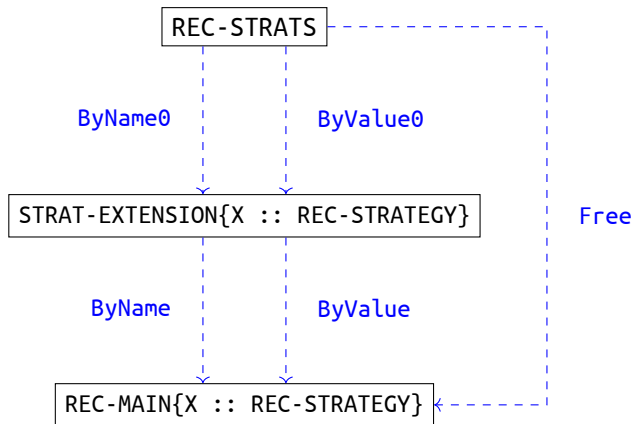 REC-STRATS
ByName0
ByValue0
STRAT-EXTENSION{X :: REC-STRATEGY}
Free
ByName
ByValue
REC-MAIN{X :: REC-STRATEGY}